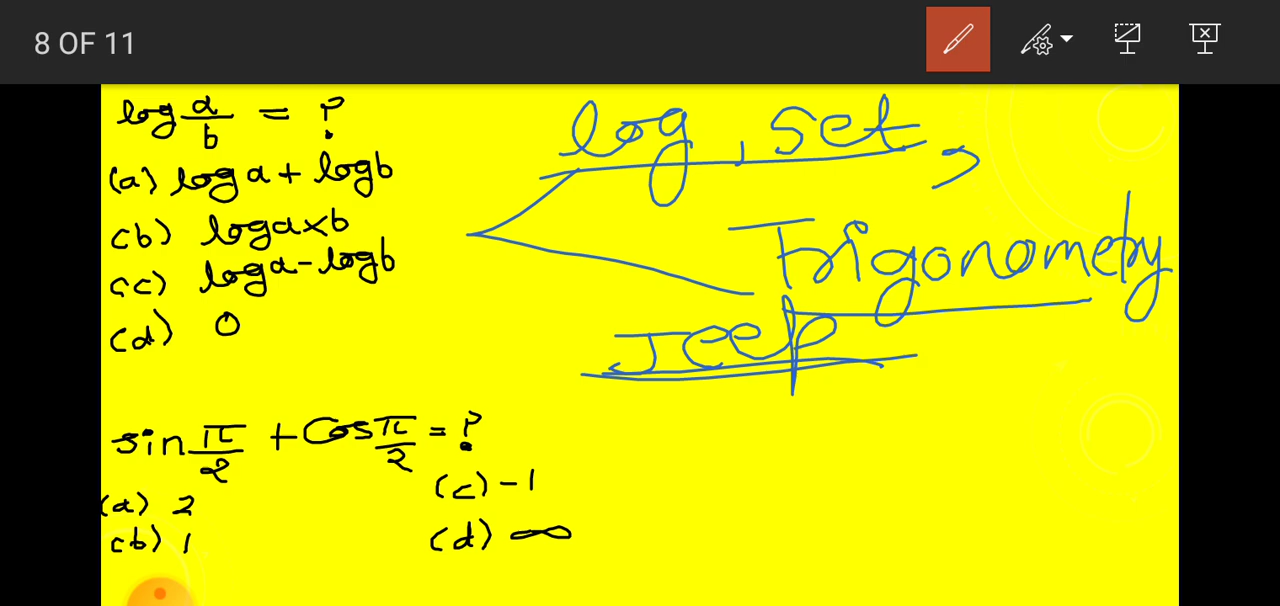 8 OF 11
log a/b = ?
(a) log a + log b
(b) log a×b
(c) log a - log b
(d) 0
sin π/2 + Cos π/2 = ?
(a) 2
(b) 1
(c) -1
(d) ∞
log, set,
Trigonometry
Jeep